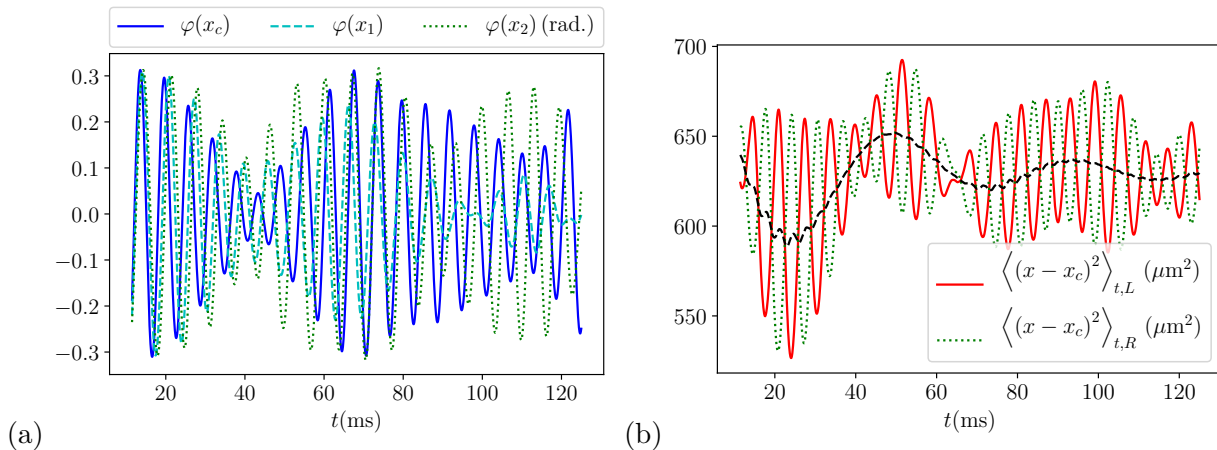 φ(x_c) φ(x_1) φ(x_2) (rad.)
0.3
0.2
0.1
0.0
−0.1
−0.2
−0.3
20 40 60 80 100 120
t(ms)
(a)
700
650
600
550
⟨(x − x_c)^2⟩_{t,L} (μm^2)
⟨(x − x_c)^2⟩_{t,R} (μm^2)
20 40 60 80 100 120
t(ms)
(b)